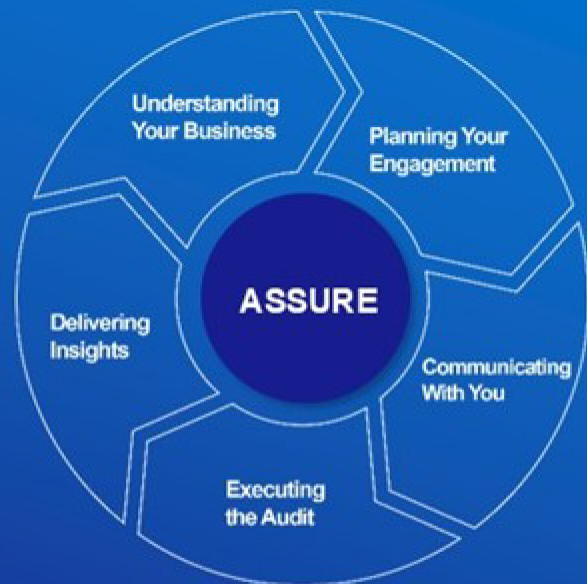 Understanding
Your Business
Planning Your
Engagement
Communicating
With You
Executing
the Audit
Delivering
Insights
ASSURE